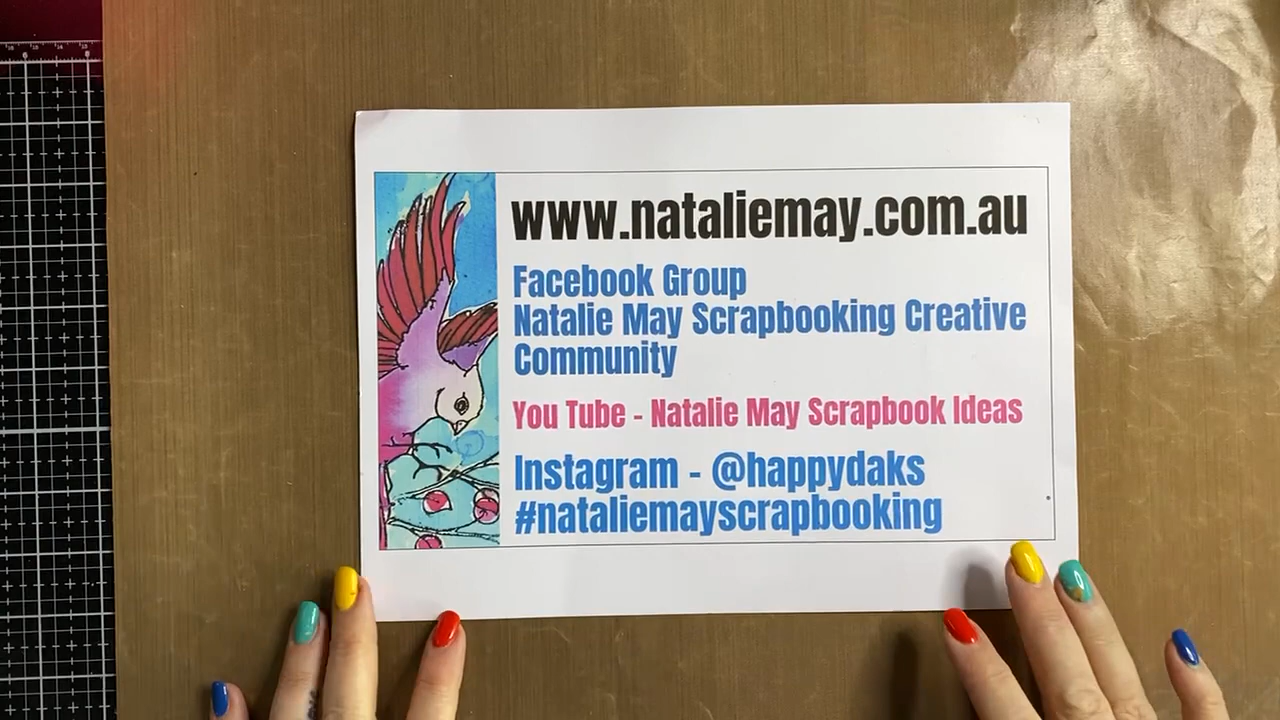 www.nataliemay.com.au
Facebook Group
Natalie May Scrapbooking Creative
Community
You Tube - Natalie May Scrapbook Ideas
Instagram - @happydaks
#nataliemayscrapbooking